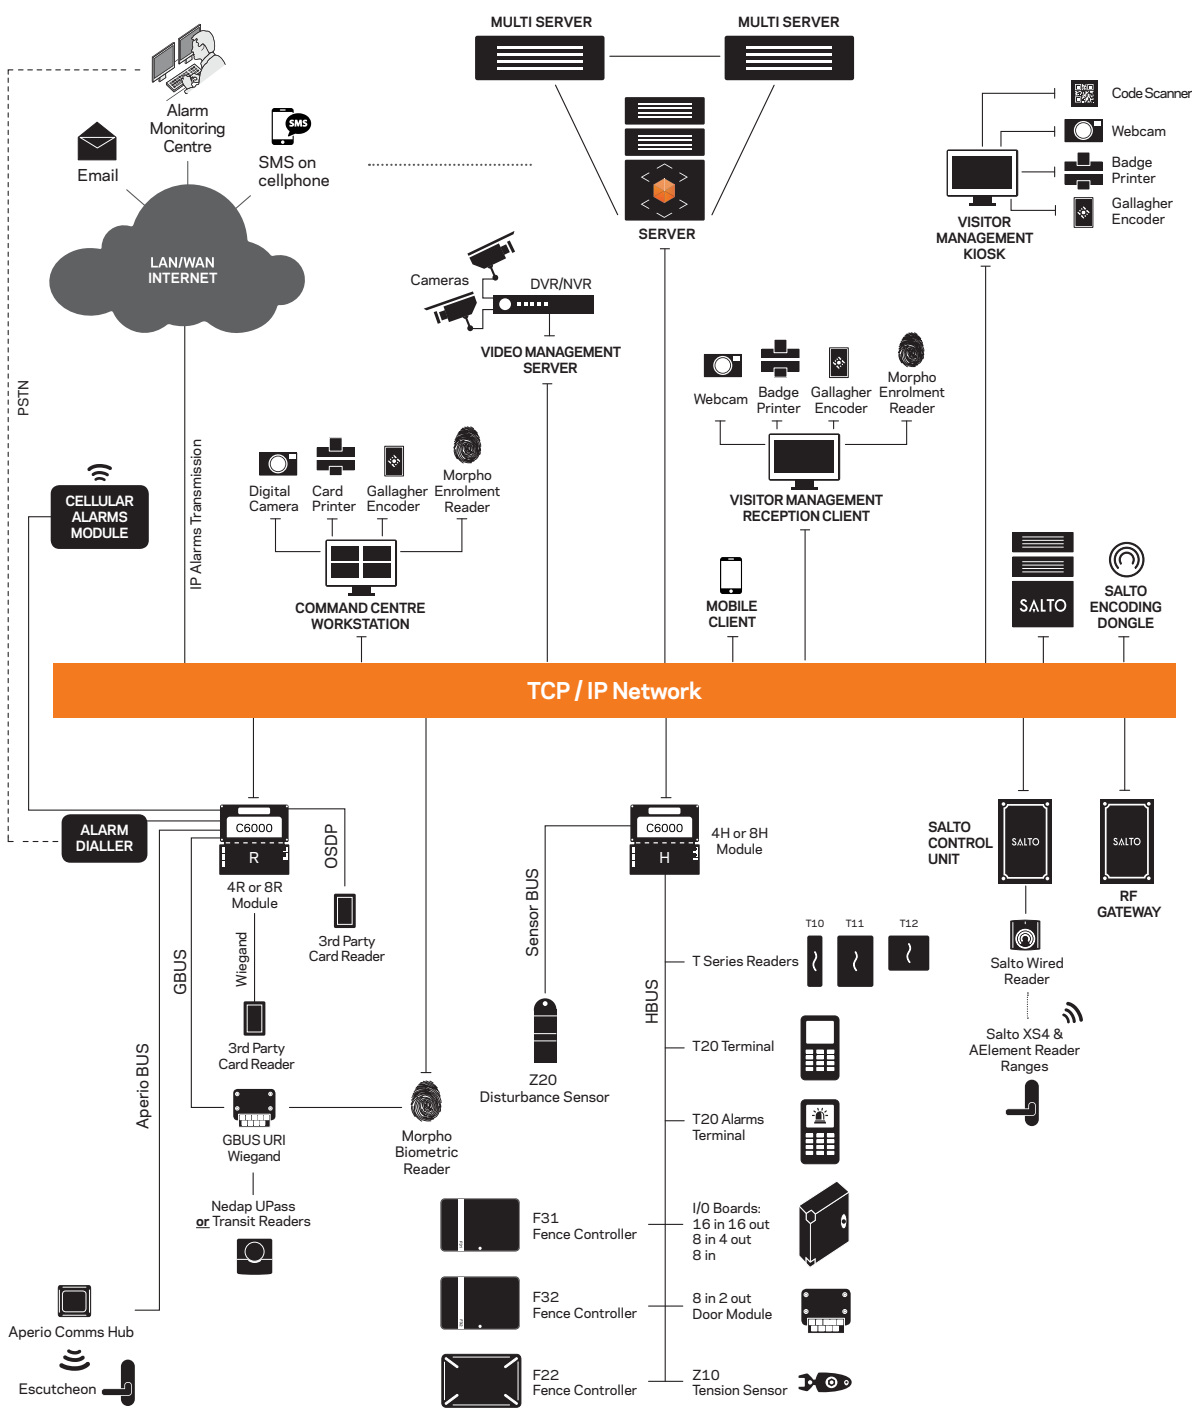 MULTI SERVER
MULTI SERVER
Alarm
Monitoring
Centre
SMS
Email
SMS on
cellphone
LAN/WAN
INTERNET
SERVER
Code Scanner
Webcam
Badge
Printer
Gallagher
Encoder
VISITOR
MANAGEMENT
KIOSK
Cameras
DVR/NVR
VIDEO MANAGEMENT
SERVER
PSTN
IP Alarms Transmission
Webcam
Badge
Printer
Gallagher
Encoder
Morpho
Enrolment
Reader
VISITOR MANAGEMENT
RECEPTION CLIENT
CELLULAR
ALARMS
MODULE
Digital
Camera
Card
Printer
Gallagher
Encoder
Morpho
Enrolment
Reader
COMMAND CENTRE
WORKSTATION
MOBILE
CLIENT
SALTO
SALTO
ENCODING
DONGLE
TCP / IP Network
ALARM
DIALLER
C6000
R
4R or 8R
Module
OSDP
3rd Party
Card Reader
Wiegand
3rd Party
Card Reader
GBUS
Aperio BUS
GBUS URI
Wiegand
Nedap UPass
or Transit Readers
Morpho
Biometric
Reader
Aperio Comms Hub
Escutcheon
C6000
H
4H or 8H
Module
Sensor BUS
Z20
Disturbance Sensor
HBUS
T10
T11
T12
T Series Readers
T20 Terminal
T20 Alarms
Terminal
F31
Fence Controller
I/O Boards:
16 in 16 out
8 in 4 out
8 in
F32
Fence Controller
8 in 2 out
Door Module
F22
Fence Controller
Z10
Tension Sensor
SALTO
CONTROL
UNIT
SALTO
SALTO
RF
GATEWAY
Salto Wired
Reader
Salto XS4 &
AElement Reader
Ranges